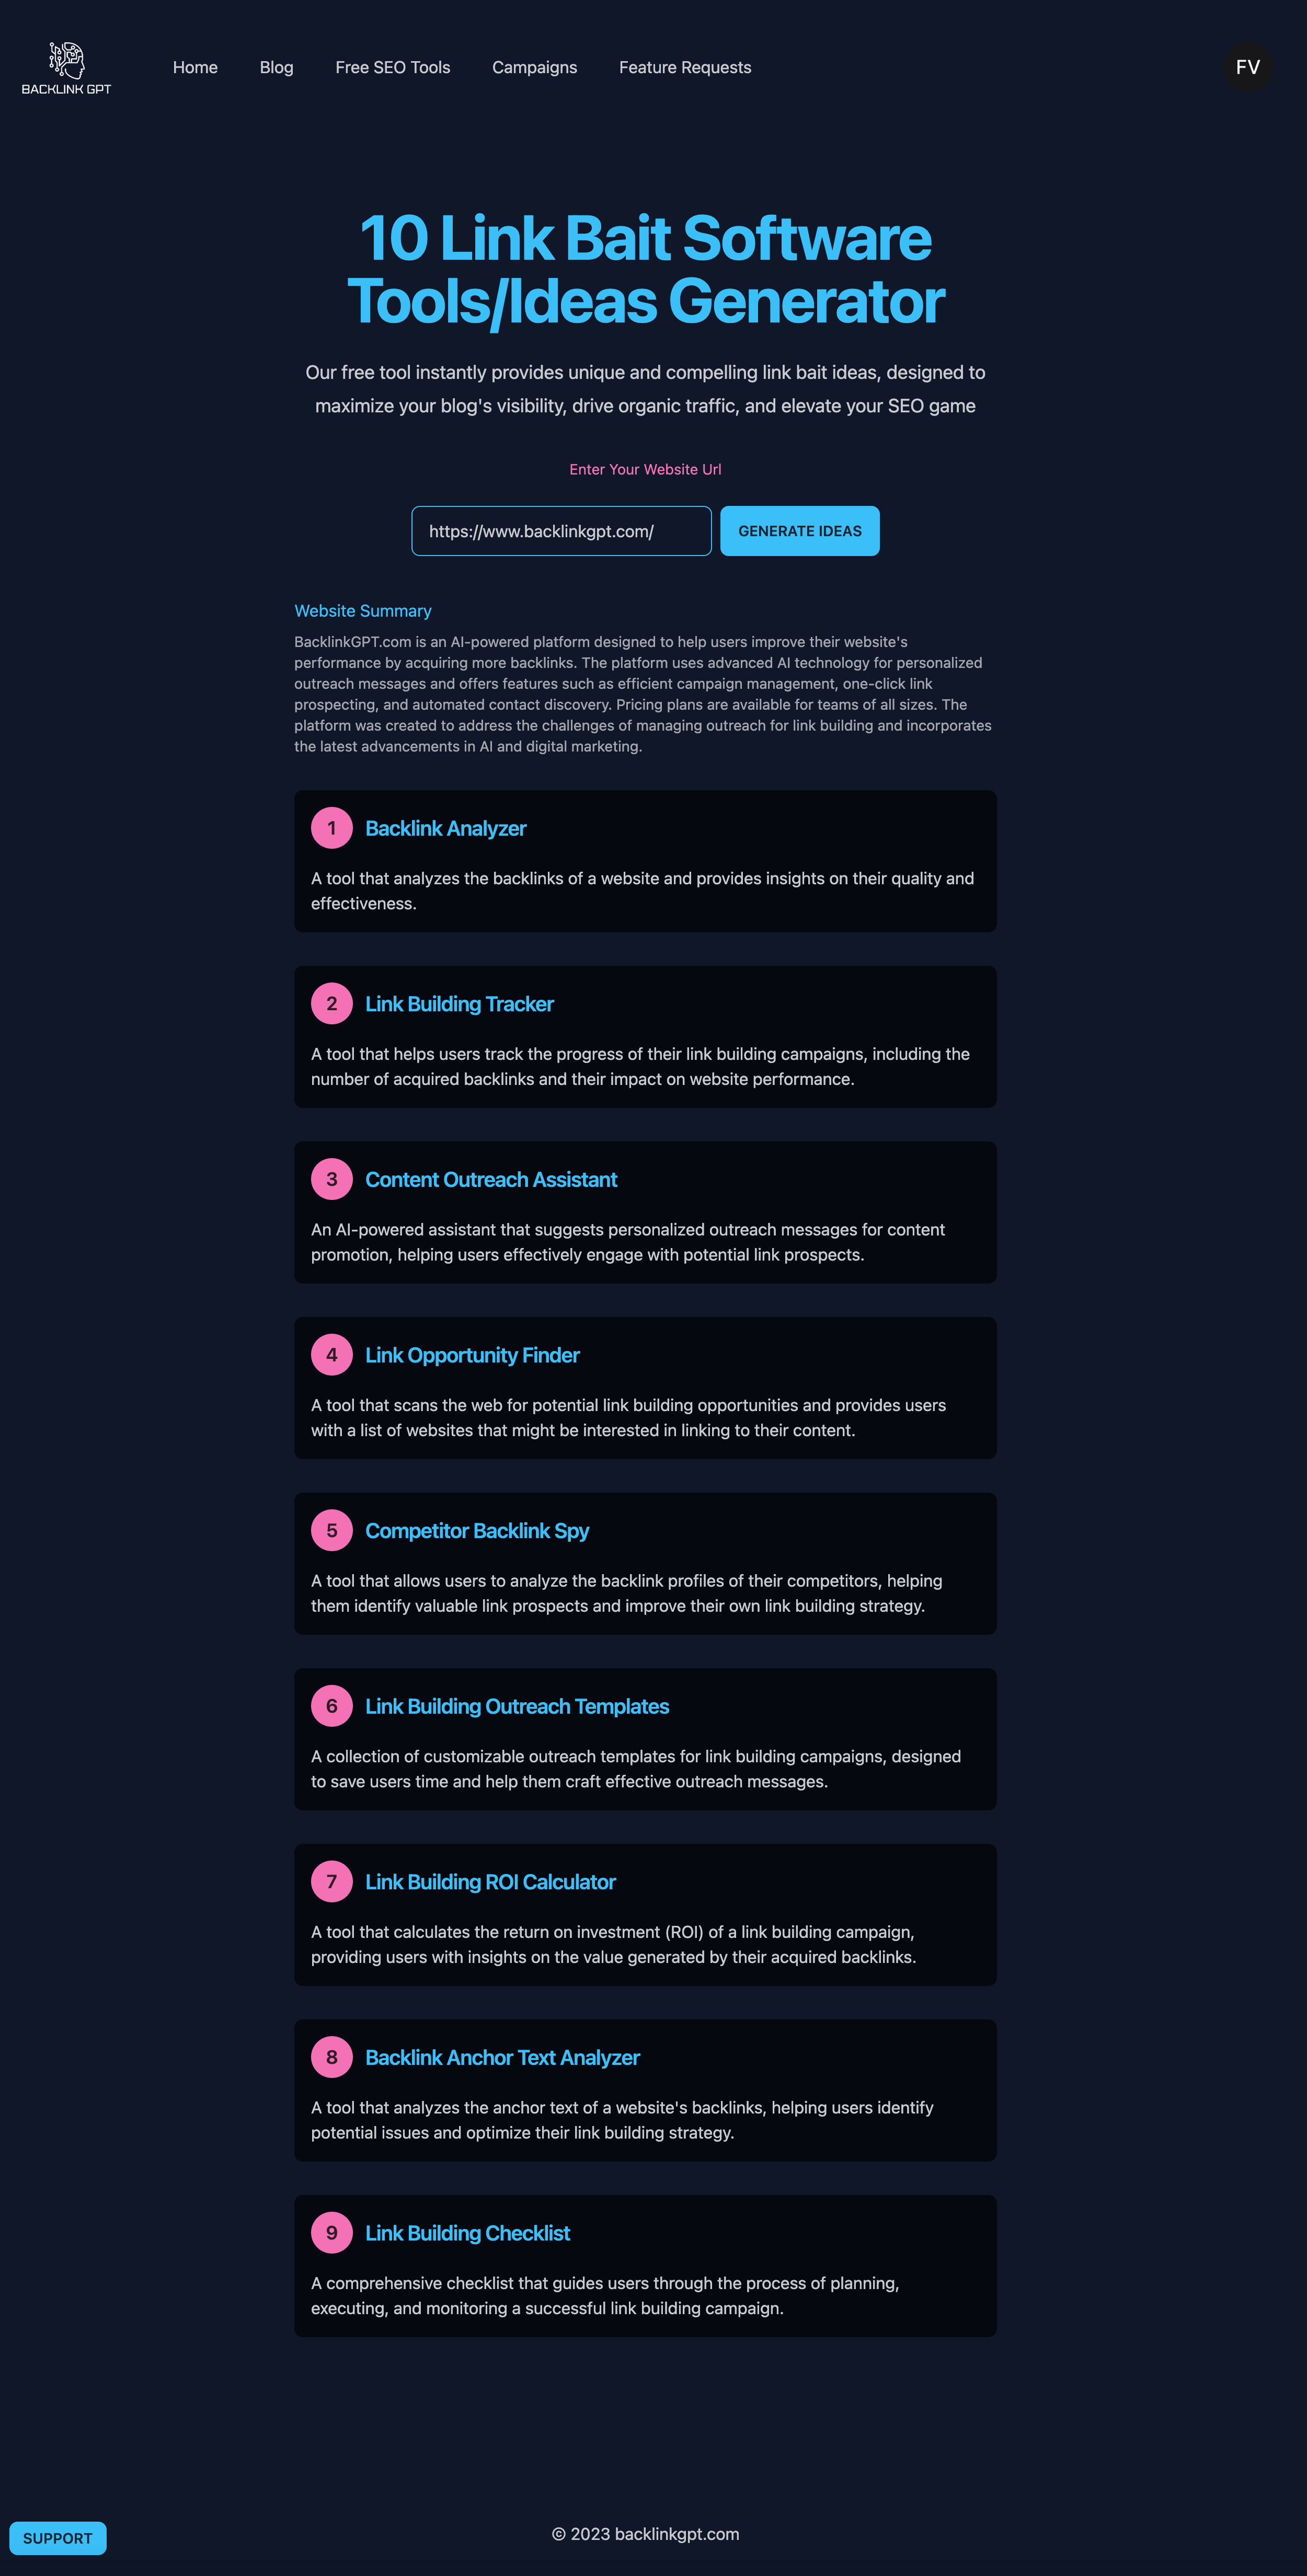 BACKLINK GPT
Home
Blog
Free SEO Tools
Campaigns
Feature Requests
FV
10 Link Bait Software
Tools/Ideas Generator
Our free tool instantly provides unique and compelling link bait ideas, designed to
maximize your blog's visibility, drive organic traffic, and elevate your SEO game
Enter Your Website Url
https://www.backlinkgpt.com/
GENERATE IDEAS
Website Summary
BacklinkGPT.com is an AI-powered platform designed to help users improve their website's
performance by acquiring more backlinks. The platform uses advanced AI technology for personalized
outreach messages and offers features such as efficient campaign management, one-click link
prospecting, and automated contact discovery. Pricing plans are available for teams of all sizes. The
platform was created to address the challenges of managing outreach for link building and incorporates
the latest advancements in AI and digital marketing.
1 Backlink Analyzer
A tool that analyzes the backlinks of a website and provides insights on their quality and
effectiveness.
2 Link Building Tracker
A tool that helps users track the progress of their link building campaigns, including the
number of acquired backlinks and their impact on website performance.
3 Content Outreach Assistant
An AI-powered assistant that suggests personalized outreach messages for content
promotion, helping users effectively engage with potential link prospects.
4 Link Opportunity Finder
A tool that scans the web for potential link building opportunities and provides users
with a list of websites that might be interested in linking to their content.
5 Competitor Backlink Spy
A tool that allows users to analyze the backlink profiles of their competitors, helping
them identify valuable link prospects and improve their own link building strategy.
6 Link Building Outreach Templates
A collection of customizable outreach templates for link building campaigns, designed
to save users time and help them craft effective outreach messages.
7 Link Building ROI Calculator
A tool that calculates the return on investment (ROI) of a link building campaign,
providing users with insights on the value generated by their acquired backlinks.
8 Backlink Anchor Text Analyzer
A tool that analyzes the anchor text of a website's backlinks, helping users identify
potential issues and optimize their link building strategy.
9 Link Building Checklist
A comprehensive checklist that guides users through the process of planning,
executing, and monitoring a successful link building campaign.
© 2023 backlinkgpt.com
SUPPORT